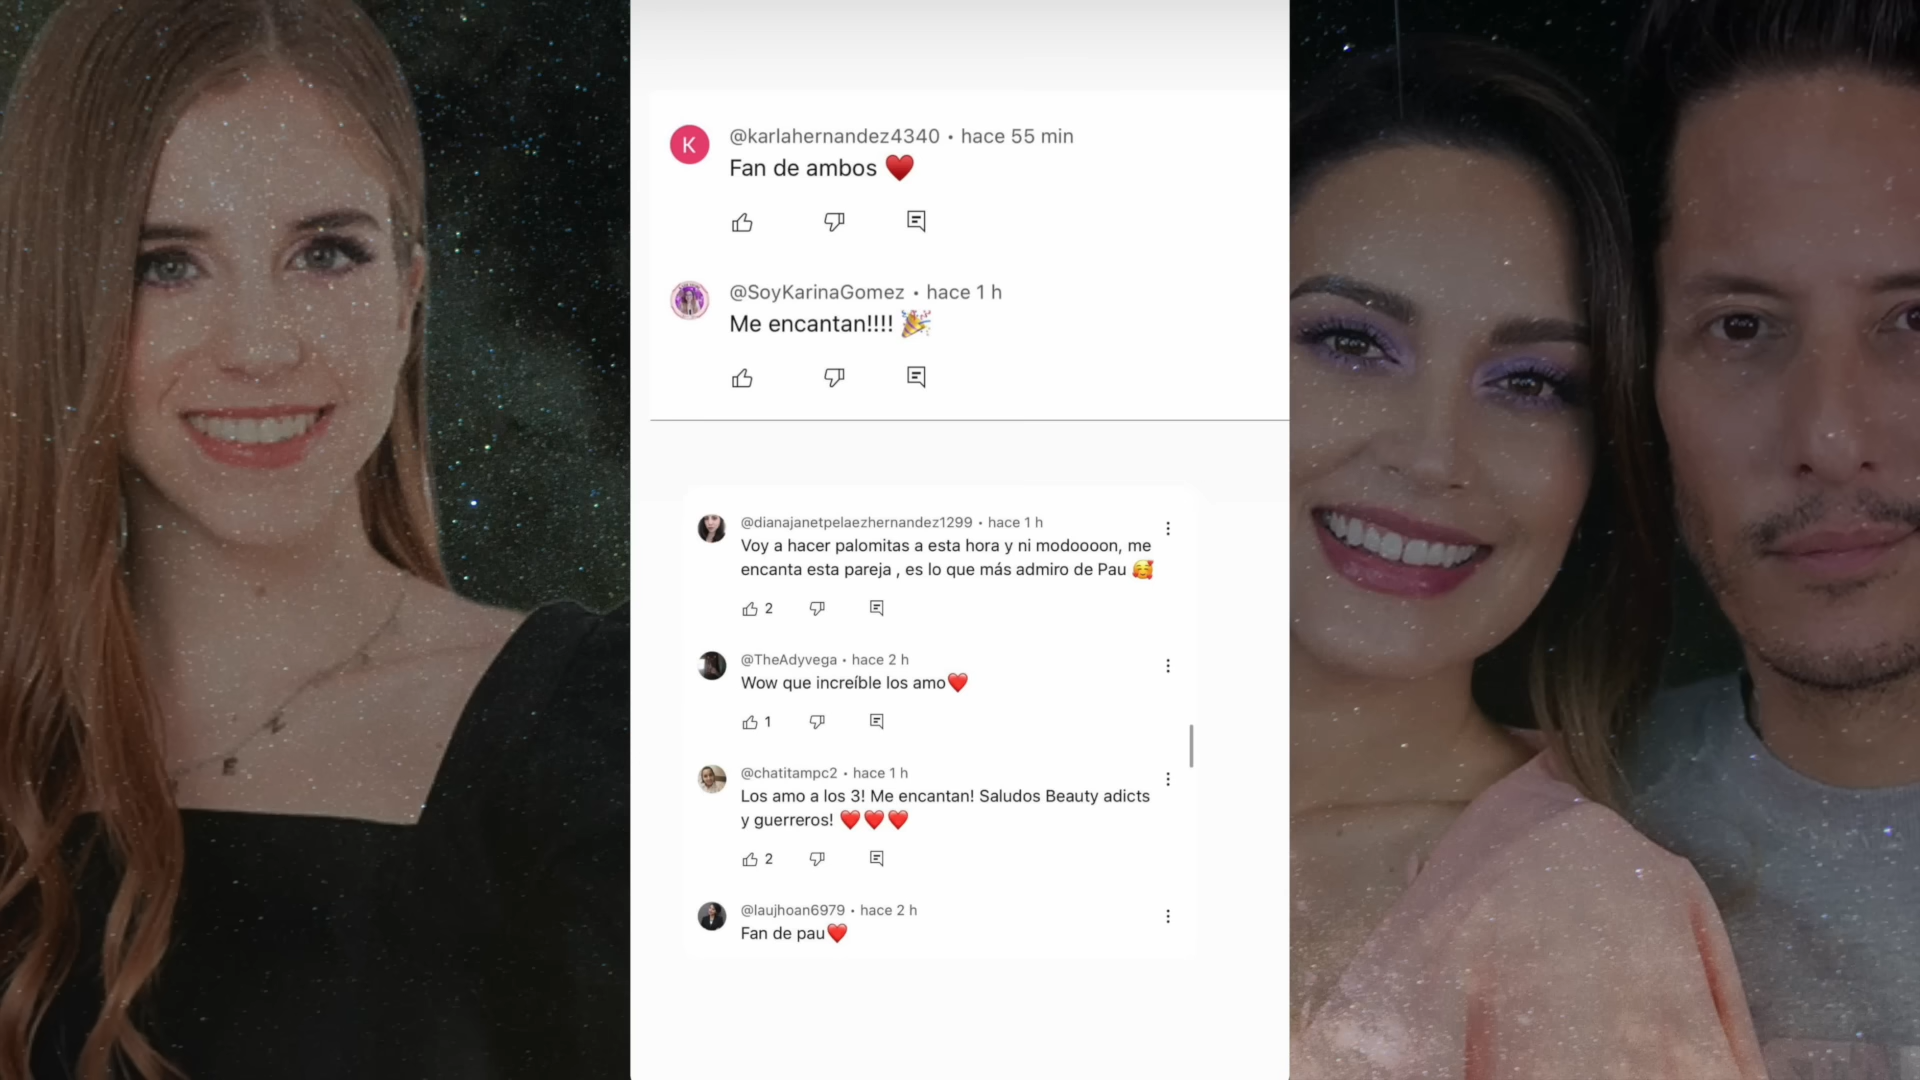 K
@karlahernandez4340 • hace 55 min
Fan de ambos ♥️
@SoyKarinaGomez • hace 1 h
Me encantan!!!! 🎉
@dianajanetpelaezhernandez1299 • hace 1 h
Voy a hacer palomitas a esta hora y ni modoooon, me
encanta esta pareja , es lo que más admiro de Pau 🥰
2
@TheAdyvega • hace 2 h
Wow que increíble los amo❤️
1
@chatitampc2 • hace 1 h
Los amo a los 3! Me encantan! Saludos Beauty adicts
y guerreros! ❤️❤️❤️
2
@laujhoan6979 • hace 2 h
Fan de pau❤️